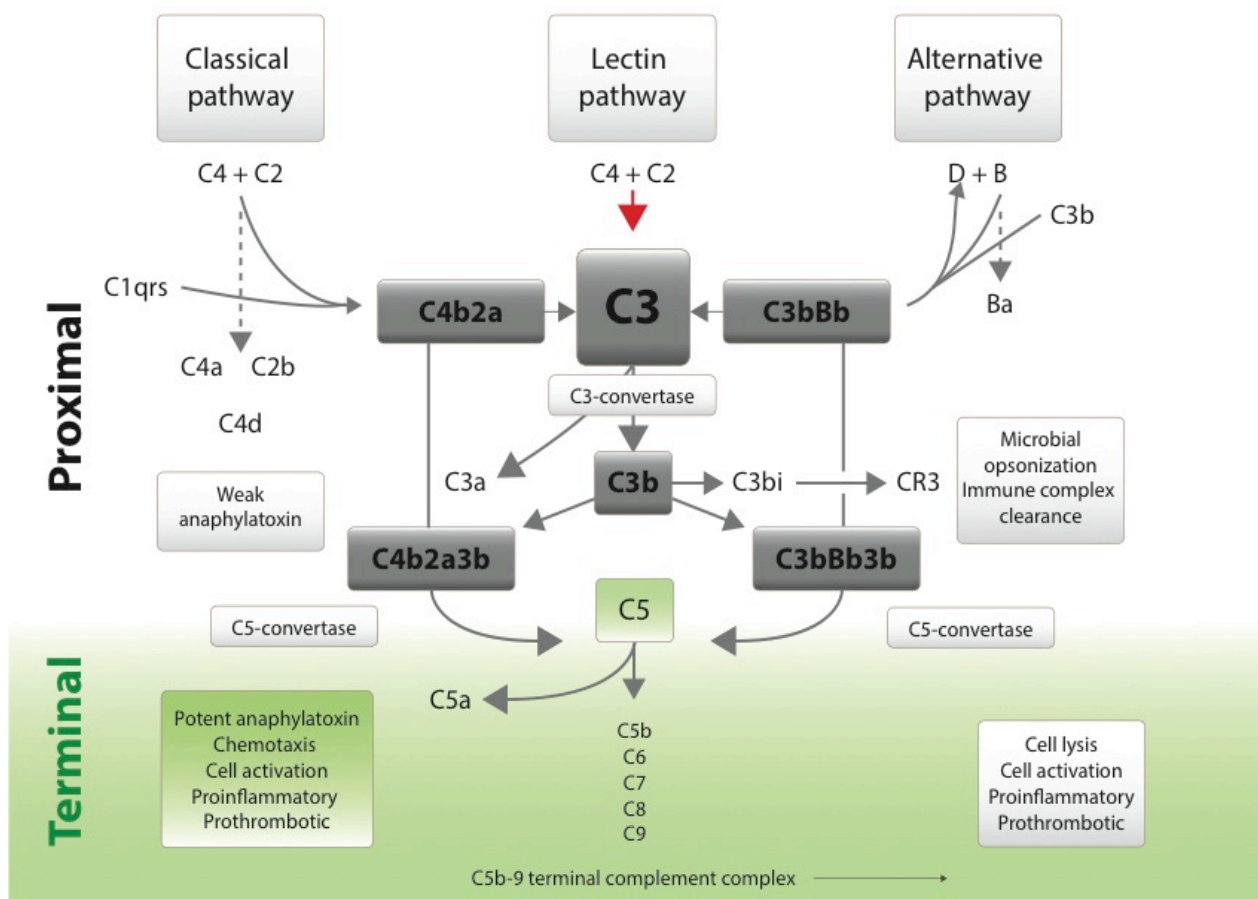 Classical
pathway
Lectin
pathway
Alternative
pathway
C4 + C2
C4 + C2
D + B
C3b
C1qrs
C4b2a
C3
C3bBb
Ba
C4a
C2b
C3-convertase
C4d
Proximal
Weak
anaphylatoxin
C3a
C3b
C3bi
CR3
Microbial
opsonization
Immune complex
clearance
C4b2a3b
C3bBb3b
C5-convertase
C5
C5-convertase
Terminal
C5a
Potent anaphylatoxin
Chemotaxis
Cell activation
Proinflammatory
Prothrombotic
C5b
C6
C7
C8
C9
Cell lysis
Cell activation
Proinflammatory
Prothrombotic
C5b-9 terminal complement complex